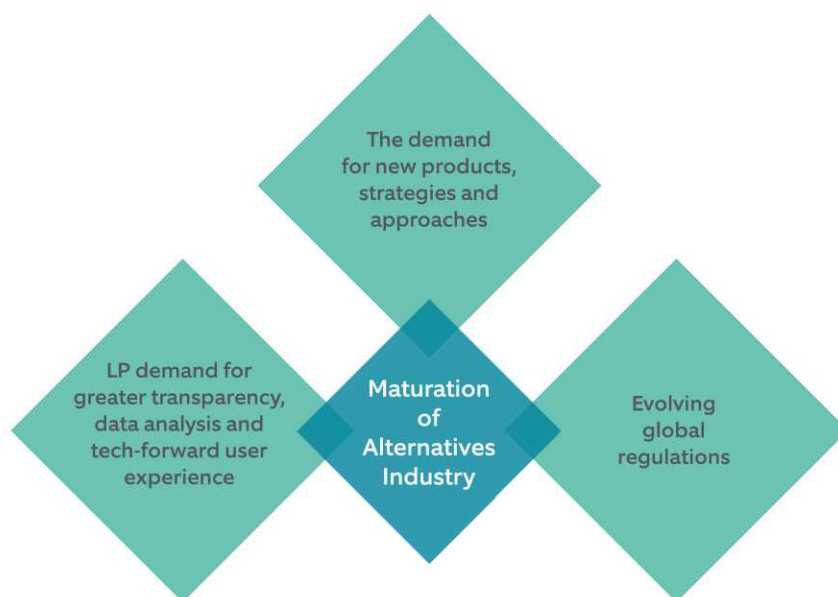 The demand
for new products,
strategies and
approaches
LP demand for
greater transparency,
data analysis and
tech-forward user
experience
Maturation
of
Alternatives
Industry
Evolving
global
regulations